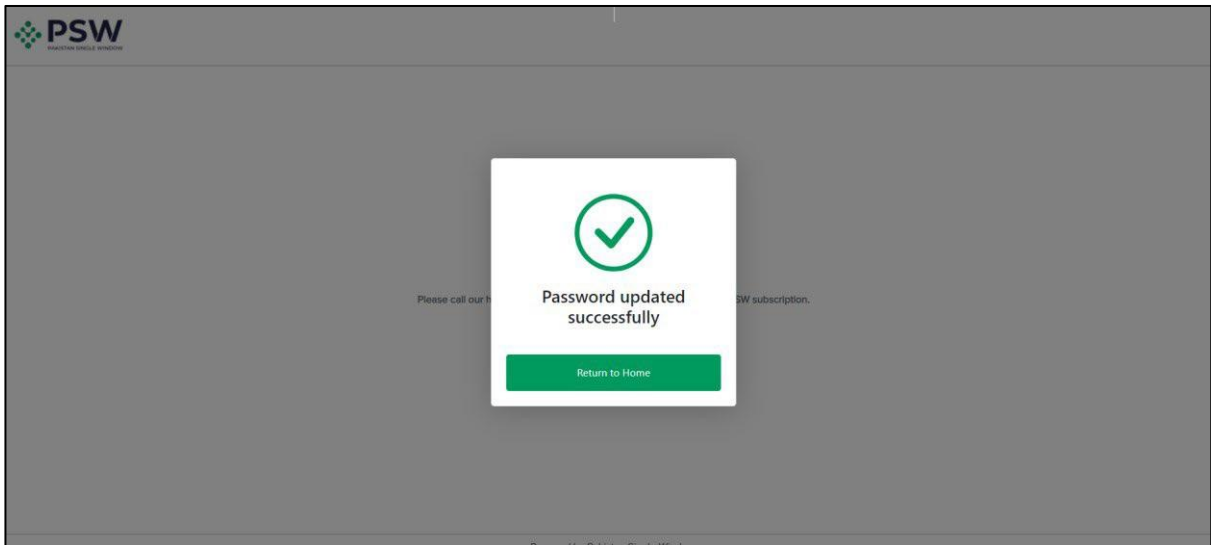 PSW
PAKISTAN SINGLE WINDOW
Please call our h
SW subscription.
Password updated
successfully
Return to Home